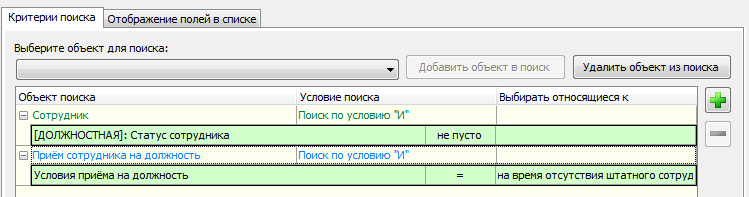 Критерии поиска Отображение полей в списке
Выберите объект для поиска:
Добавить объект в поиск Удалить объект из поиска
Объект поиска Условие поиска Выбирать относящиеся к
Сотрудник Поиск по условию "И"
[ДОЛЖНОСТНАЯ]: Статус сотрудника не пусто
Приём сотрудника на должность Поиск по условию "И"
Условия приёма на должность = на время отсутствия штатного сотруд